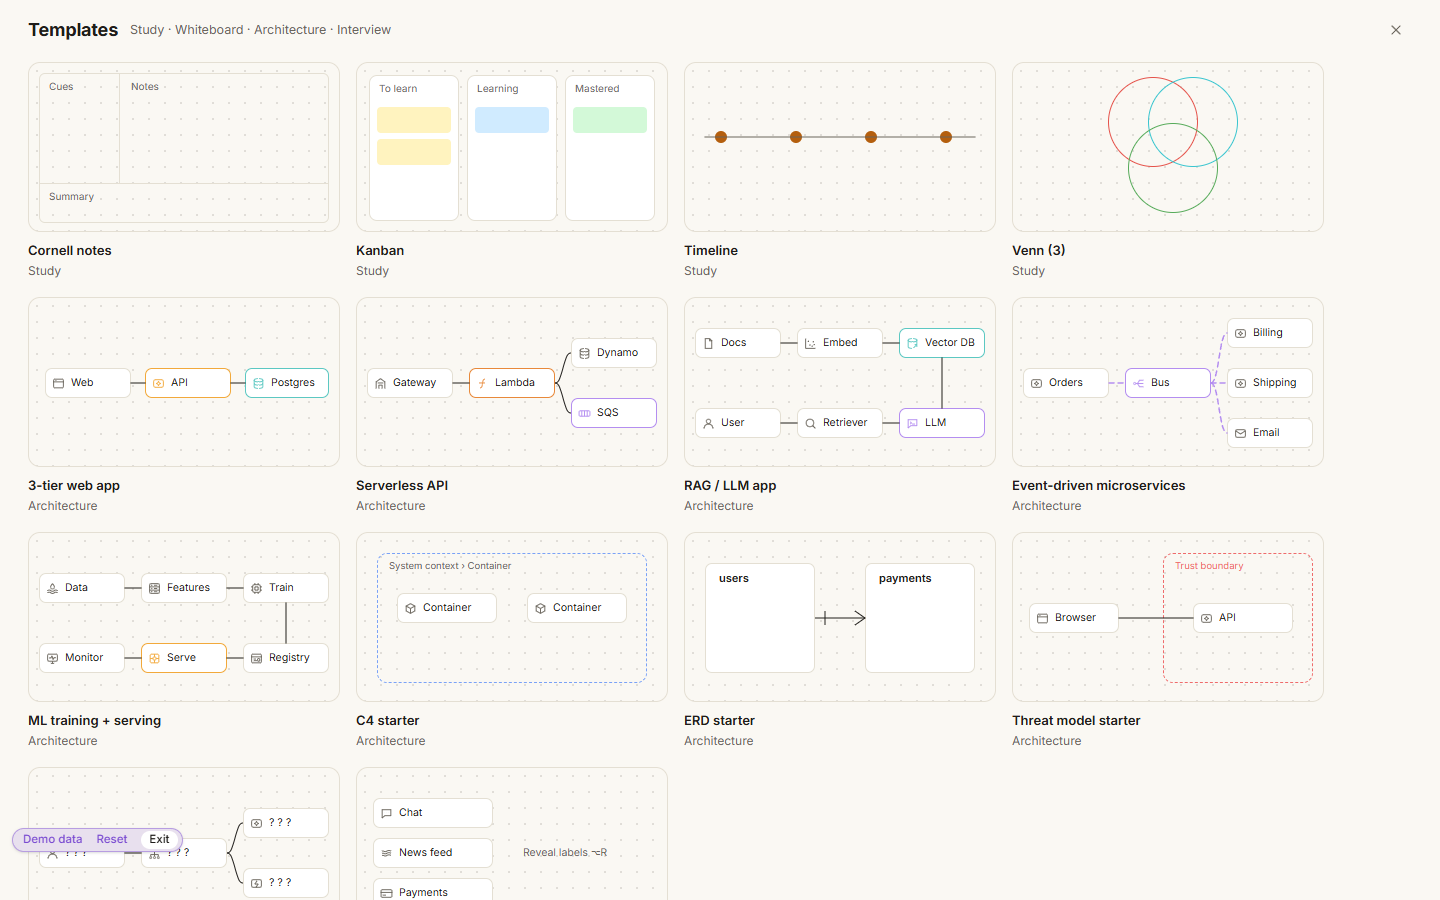 Templates Study · Whiteboard · Architecture · Interview
Cues Notes
Summary
Cornell notes
Study
To learn Learning Mastered
Kanban
Study
Timeline
Study
Venn (3)
Study
Web API Postgres
3-tier web app
Architecture
Gateway Lambda Dynamo
SQS
Serverless API
Architecture
Docs Embed Vector DB
User Retriever LLM
RAG / LLM app
Architecture
Orders Bus Billing
Shipping
Email
Event-driven microservices
Architecture
Data Features Train
Monitor Serve Registry
ML training + serving
Architecture
System context › Container
Container Container
C4 starter
Architecture
users payments
ERD starter
Architecture
Trust boundary
Browser API
Threat model starter
Architecture
? ? ?
Demo data Reset Exit
? ? ? ? ? ?
? ? ?
Chat
News feed
Payments
Reveal labels ⌥R